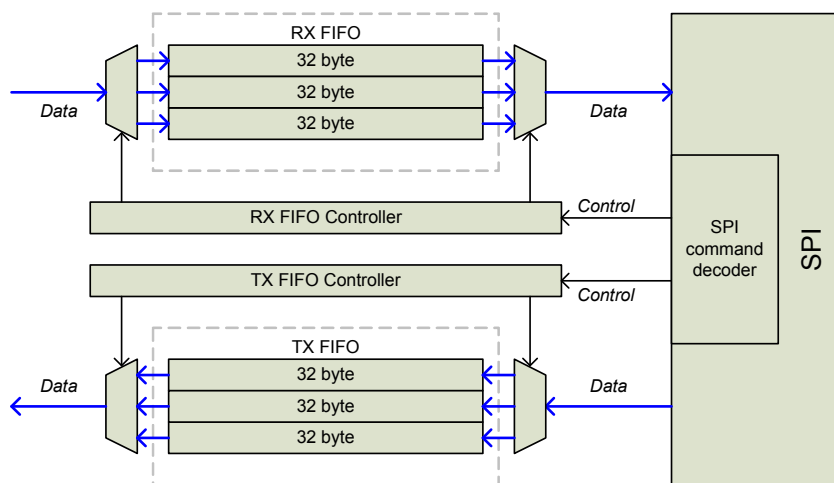 RX FIFO
32 byte
32 byte
32 byte
Data
Data
RX FIFO Controller
Control
SPI
command
decoder
SPI
TX FIFO Controller
Control
TX FIFO
32 byte
32 byte
32 byte
Data
Data